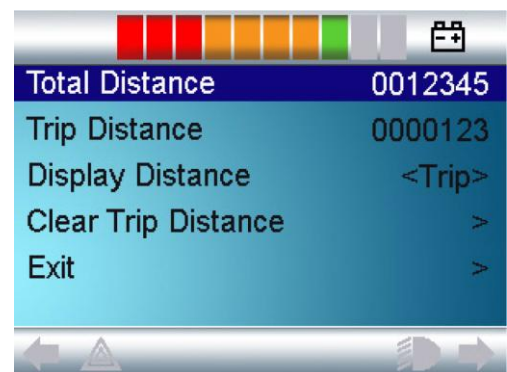 Total Distance 0012345
Trip Distance 0000123
Display Distance <Trip>
Clear Trip Distance >
Exit >